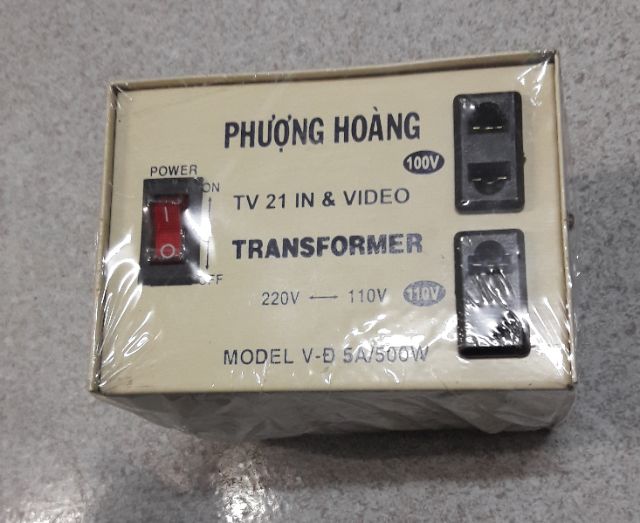 PHƯỢNG HOÀNG
100V
POWER
ON
TV 21 IN & VIDEO
TRANSFORMER
220V ⟷ 110V
110V
OFF
MODEL V-Đ 5A/500W